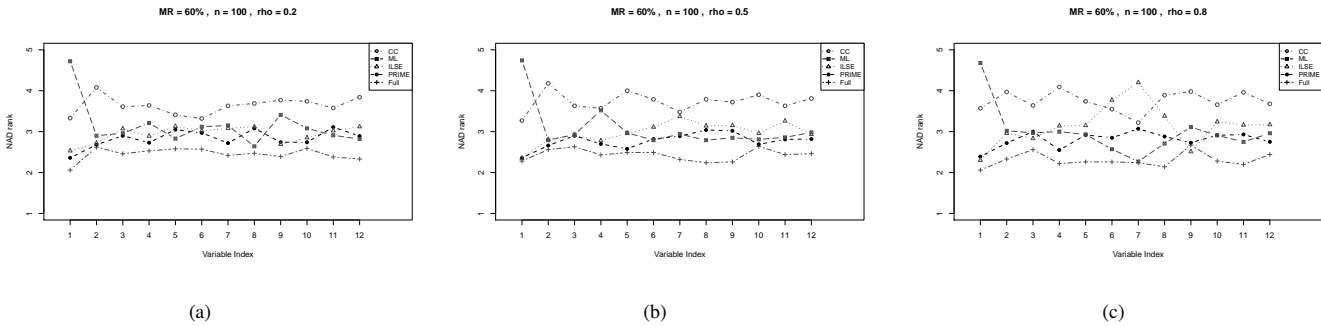 MR = 60% , n = 100 , rho = 0.2
NAD rank
5
4
3
2
1
CC
ML
ILSE
PRIME
Full
1 2 3 4 5 6 7 8 9 10 11 12
Variable Index
(a)
MR = 60% , n = 100 , rho = 0.5
NAD rank
5
4
3
2
1
CC
ML
ILSE
PRIME
Full
1 2 3 4 5 6 7 8 9 10 11 12
Variable Index
(b)
MR = 60% , n = 100 , rho = 0.8
NAD rank
5
4
3
2
1
CC
ML
ILSE
PRIME
Full
1 2 3 4 5 6 7 8 9 10 11 12
Variable Index
(c)